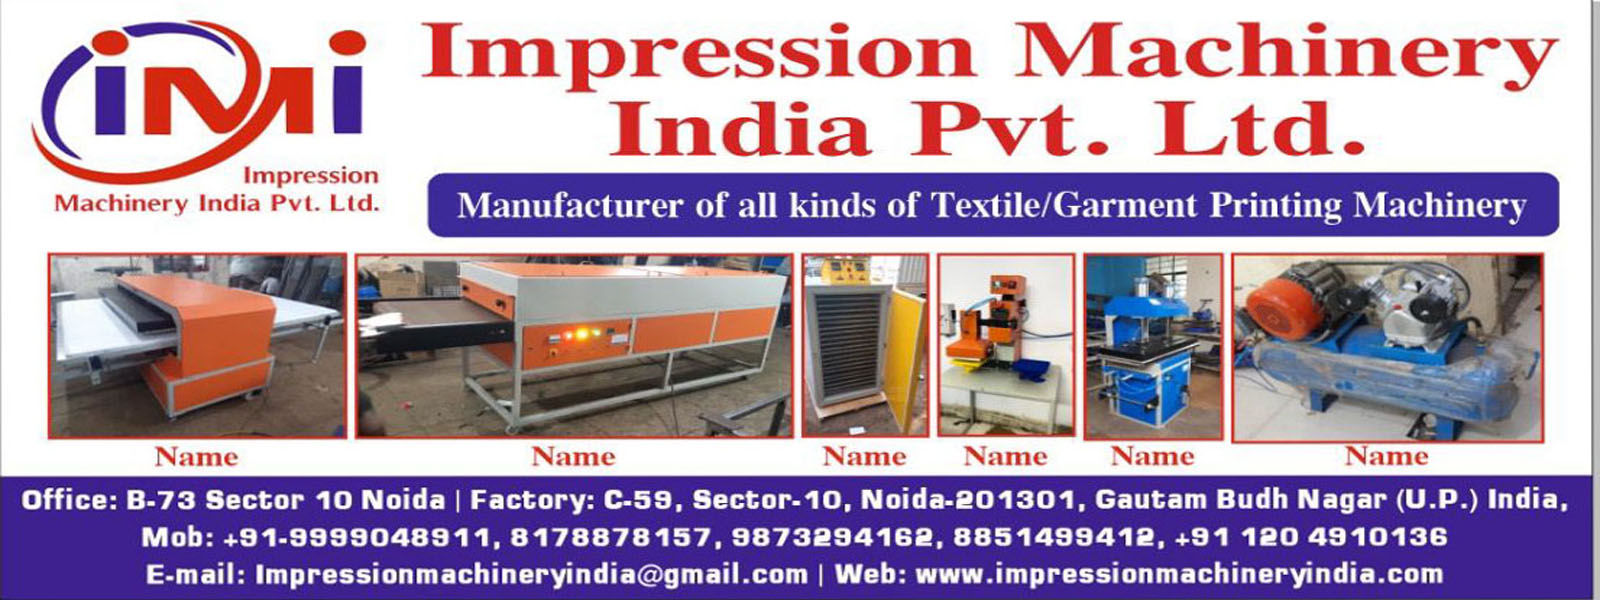 iMi
Impression
Machinery India Pvt. Ltd.
Impression Machinery
India Pvt. Ltd.
Manufacturer of all kinds of Textile/Garment Printing Machinery
Name Name Name Name Name Name
Office: B-73 Sector 10 Noida | Factory: C-59, Sector-10, Noida-201301, Gautam Budh Nagar (U.P.) India,
Mob: +91-9999048911, 8178878157, 9873294162, 8851499412, +91 120 4910136
E-mail: Impressionmachineryindia@gmail.com | Web: www.impressionmachineryindia.com